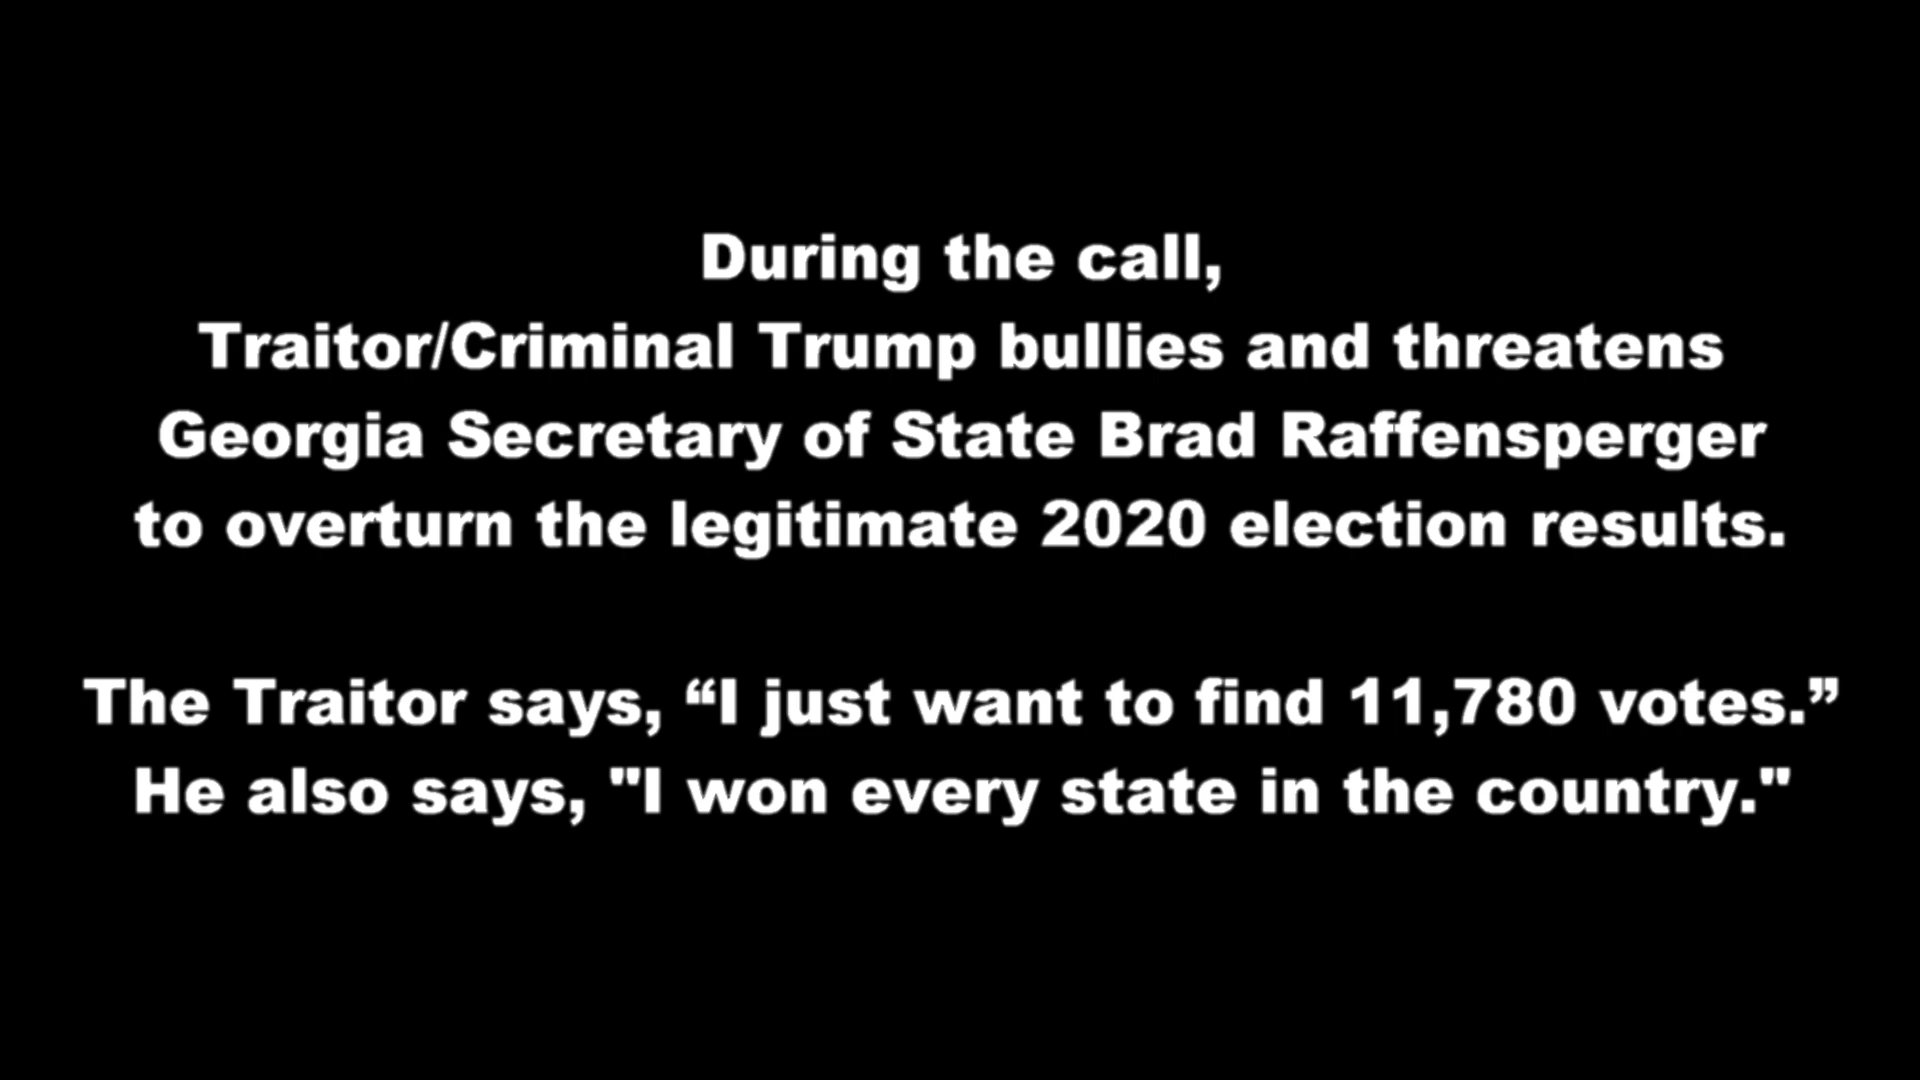 During the call,
Traitor/Criminal Trump bullies and threatens
Georgia Secretary of State Brad Raffensperger
to overturn the legitimate 2020 election results.
The Traitor says, “I just want to find 11,780 votes.”
He also says, "I won every state in the country."